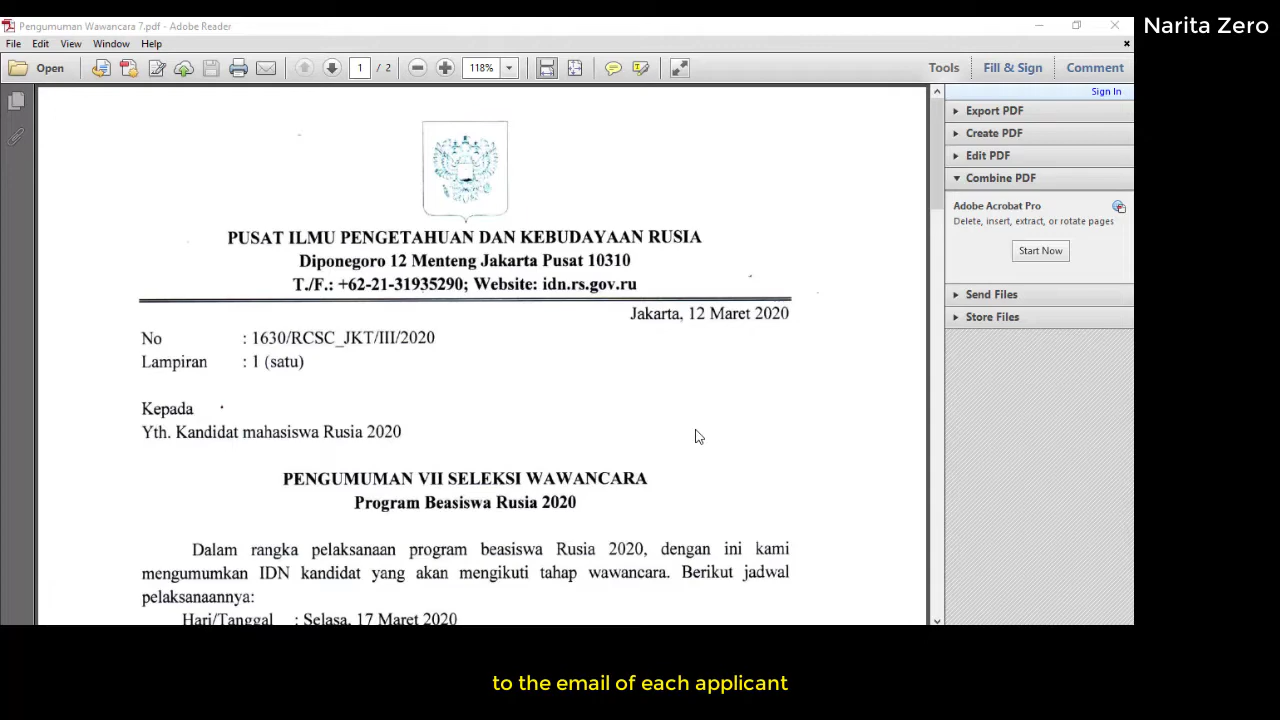 Pengumuman Wawancara 7.pdf - Adobe Reader
Narita Zero
File Edit View Window Help
Open 1 / 2 118% Tools Fill & Sign Comment
Sign In
Export PDF
Create PDF
Edit PDF
Combine PDF
Adobe Acrobat Pro
Delete, insert, extract, or rotate pages
Start Now
Send Files
Store Files
PUSAT ILMU PENGETAHUAN DAN KEBUDAYAAN RUSIA
Diponegoro 12 Menteng Jakarta Pusat 10310
T./F.: +62-21-31935290; Website: idn.rs.gov.ru
Jakarta, 12 Maret 2020
No : 1630/RCSC_JKT/III/2020
Lampiran : 1 (satu)
Kepada
Yth. Kandidat mahasiswa Rusia 2020
PENGUMUMAN VII SELEKSI WAWANCARA
Program Beasiswa Rusia 2020
Dalam rangka pelaksanaan program beasiswa Rusia 2020, dengan ini kami
mengumumkan IDN kandidat yang akan mengikuti tahap wawancara. Berikut jadwal
pelaksanaannya:
Hari/Tanggal : Selasa, 17 Maret 2020
to the email of each applicant